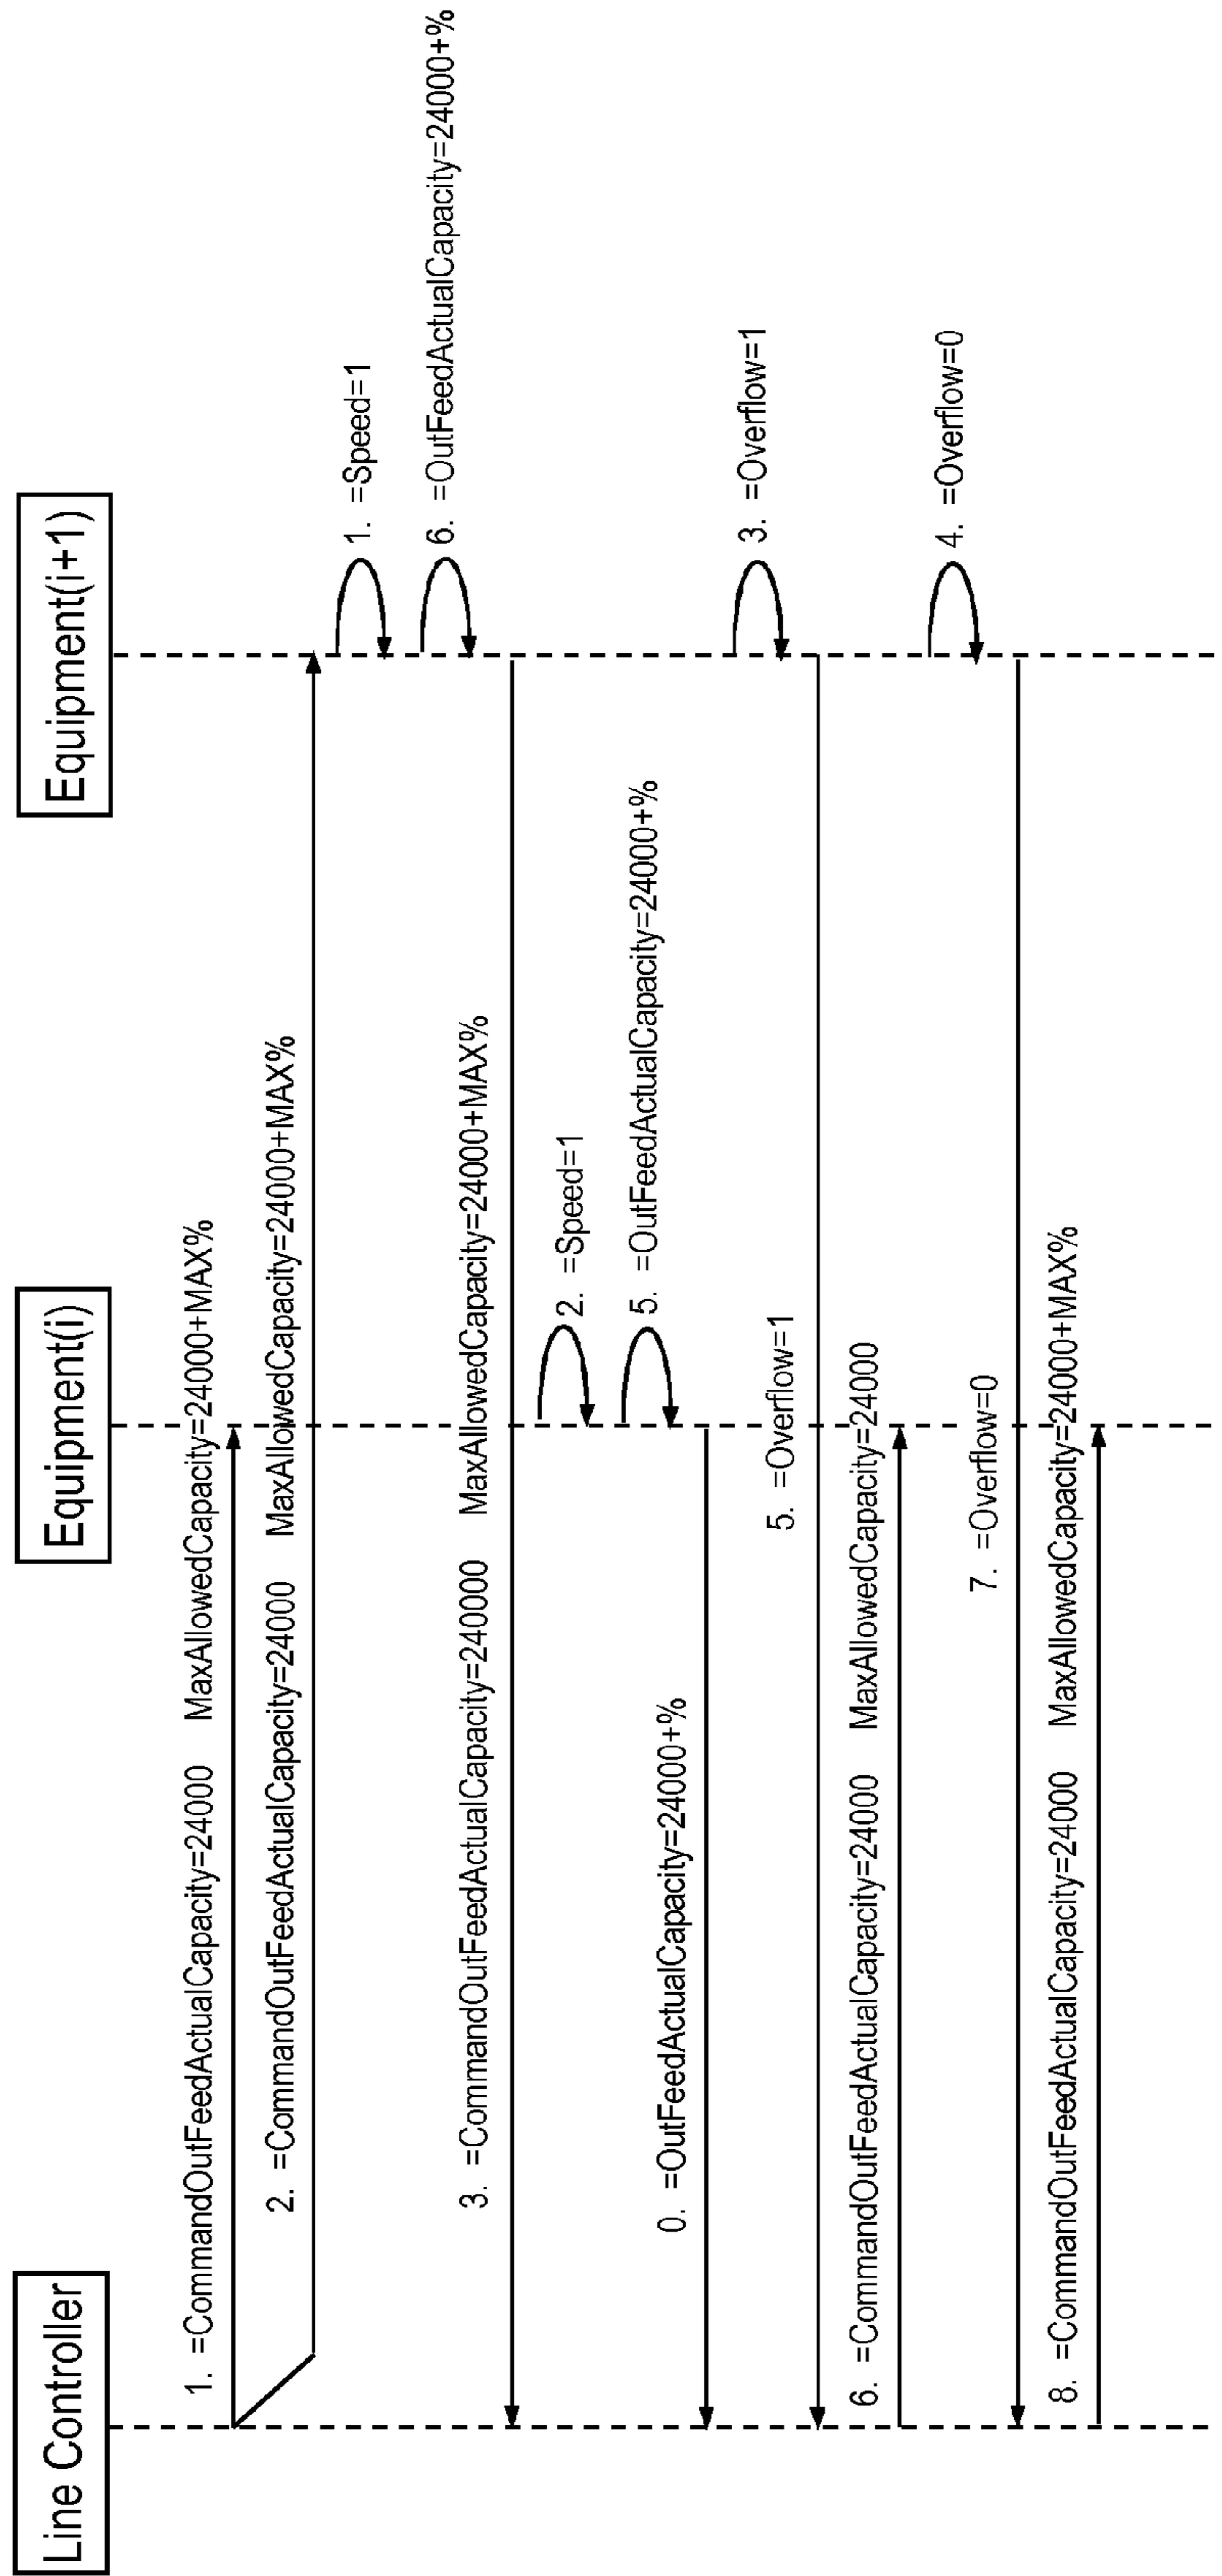 Line Controller
Equipment(i)
Equipment(i+1)
1. =CommandOutFeedActualCapacity=24000 MaxAllowedCapacity=24000+MAX%
2. =CommandOutFeedActualCapacity=24000 MaxAllowedCapacity=24000+MAX%
1. =Speed=1
6. =OutFeedActualCapacity=24000+%
3. =CommandOutFeedActualCapacity=240000 MaxAllowedCapacity=24000+MAX%
2. =Speed=1
5. =OutFeedActualCapacity=24000+%
0. =OutFeedActualCapacity=24000+%
3. =Overflow=1
5. =Overflow=1
6. =CommandOutFeedActualCapacity=24000 MaxAllowedCapacity=24000
4. =Overflow=0
7. =Overflow=0
8. =CommandOutFeedActualCapacity=24000 MaxAllowedCapacity=24000+MAX%